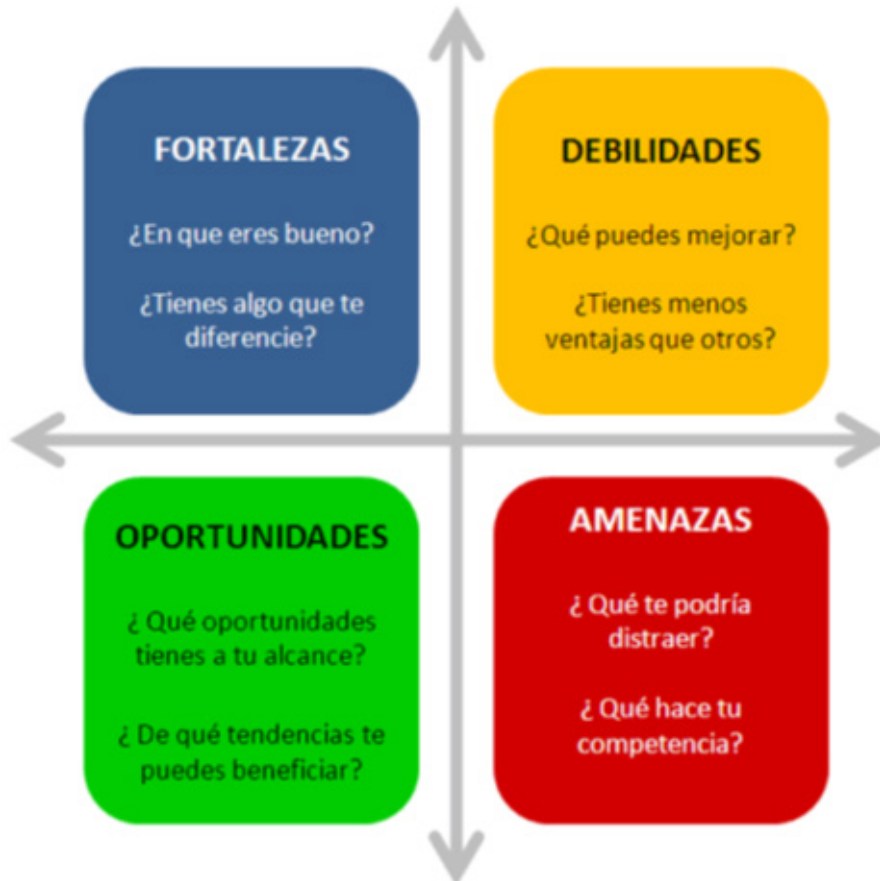 FORTALEZAS
¿En que eres bueno?
¿Tienes algo que te
diferencie?
DEBILIDADES
¿Qué puedes mejorar?
¿Tienes menos
ventajas que otros?
OPORTUNIDADES
¿ Qué oportunidades
tienes a tu alcance?
¿ De qué tendencias te
puedes beneficiar?
AMENAZAS
¿ Qué te podría
distraer?
¿ Qué hace tu
competencia?